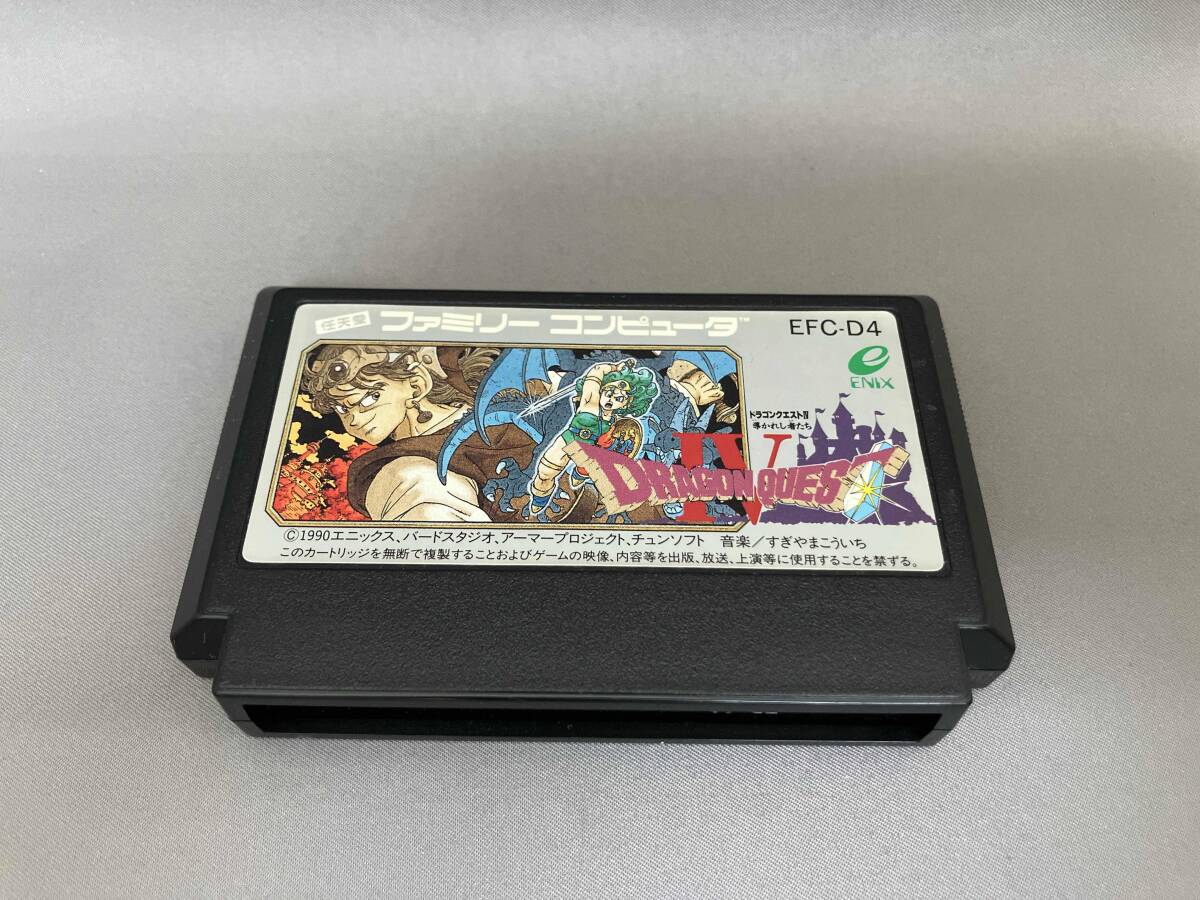 任天堂 ファミリー コンピュータ™ EFC-D4
e
ENIX
ドラゴンクエストIV
導かれし者たち
IV
DRAGON QUEST
©1990エニックス、バードスタジオ、アーマープロジェクト、チュンソフト 音楽／すぎやまこういち
このカートリッジを無断で複製することおよびゲームの映像、内容等を出版、放送、上演等に使用することを禁ずる。